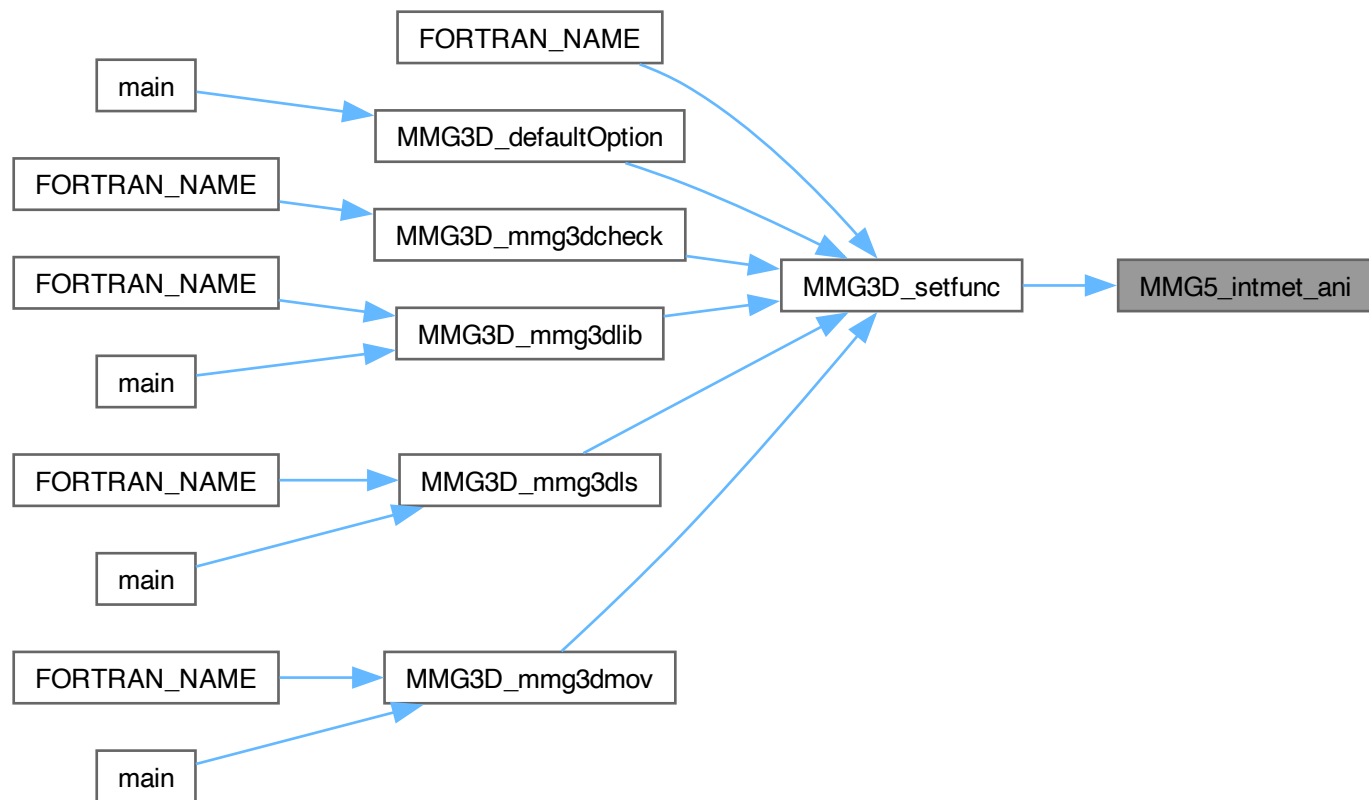 FORTRAN_NAME
main
MMG3D_defaultOption
FORTRAN_NAME
MMG3D_mmg3dcheck
FORTRAN_NAME
MMG3D_setfunc
MMG5_intmet_ani
MMG3D_mmg3dlib
main
FORTRAN_NAME
MMG3D_mmg3dls
main
FORTRAN_NAME
MMG3D_mmg3dmov
main